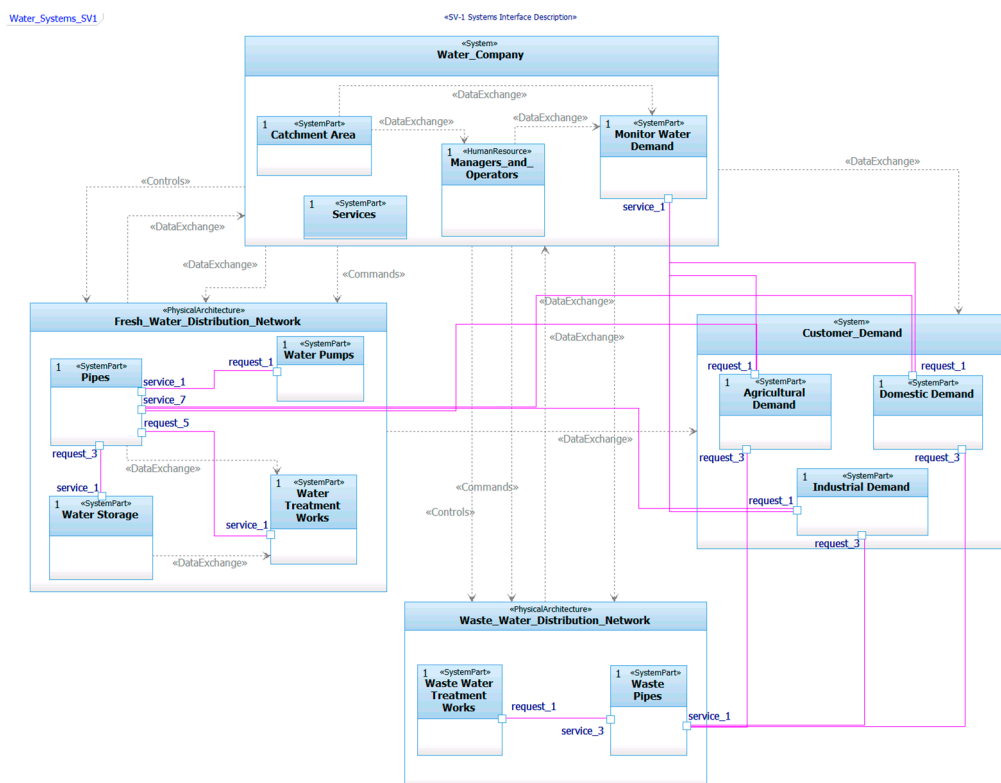 Water_Systems_SV1
«SV-1 Systems Interface Description»
«System»
Water_Company
«DataExchange»
1
«SystemPart»
Catchment Area
«DataExchange»
«DataExchange»
1
«HumanResource»
Managers_and_
Operators
1
«SystemPart»
Monitor Water
Demand
service_1
1
«SystemPart»
Services
«Controls»
«DataExchange»
«DataExchange»
«Commands»
«DataExchange»
«DataExchange»
«DataExchange»
«PhysicalArchitecture»
Fresh_Water_Distribution_Network
1
«SystemPart»
Pipes
service_1
service_7
request_5
request_3
request_1
1
«SystemPart»
Water Pumps
«DataExchange»
service_1
1
«SystemPart»
Water Storage
«DataExchange»
service_1
1
«SystemPart»
Water
Treatment
Works
«DataExchange»
«Commands»
«Controls»
«System»
Customer_Demand
request_1
1
«SystemPart»
Agricultural
Demand
request_3
request_1
1
«SystemPart»
Domestic Demand
request_3
request_1
1
«SystemPart»
Industrial Demand
request_3
«PhysicalArchitecture»
Waste_Water_Distribution_Network
1
«SystemPart»
Waste Water
Treatment
Works
request_1
service_3
1
«SystemPart»
Waste
Pipes
service_1